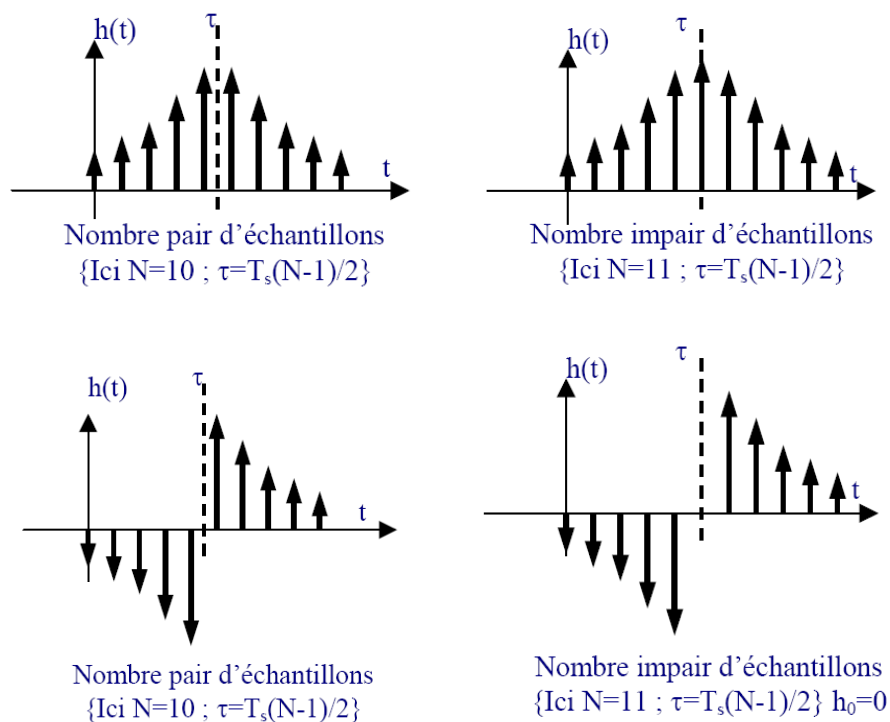 h(t)
τ
t
Nombre pair d'échantillons
{Ici N=10 ; τ=Tₛ(N-1)/2}
h(t)
τ
t
Nombre impair d'échantillons
{Ici N=11 ; τ=Tₛ(N-1)/2}
h(t)
τ
t
Nombre pair d'échantillons
{Ici N=10 ; τ=Tₛ(N-1)/2}
h(t)
τ
t
Nombre impair d'échantillons
{Ici N=11 ; τ=Tₛ(N-1)/2} h₀=0